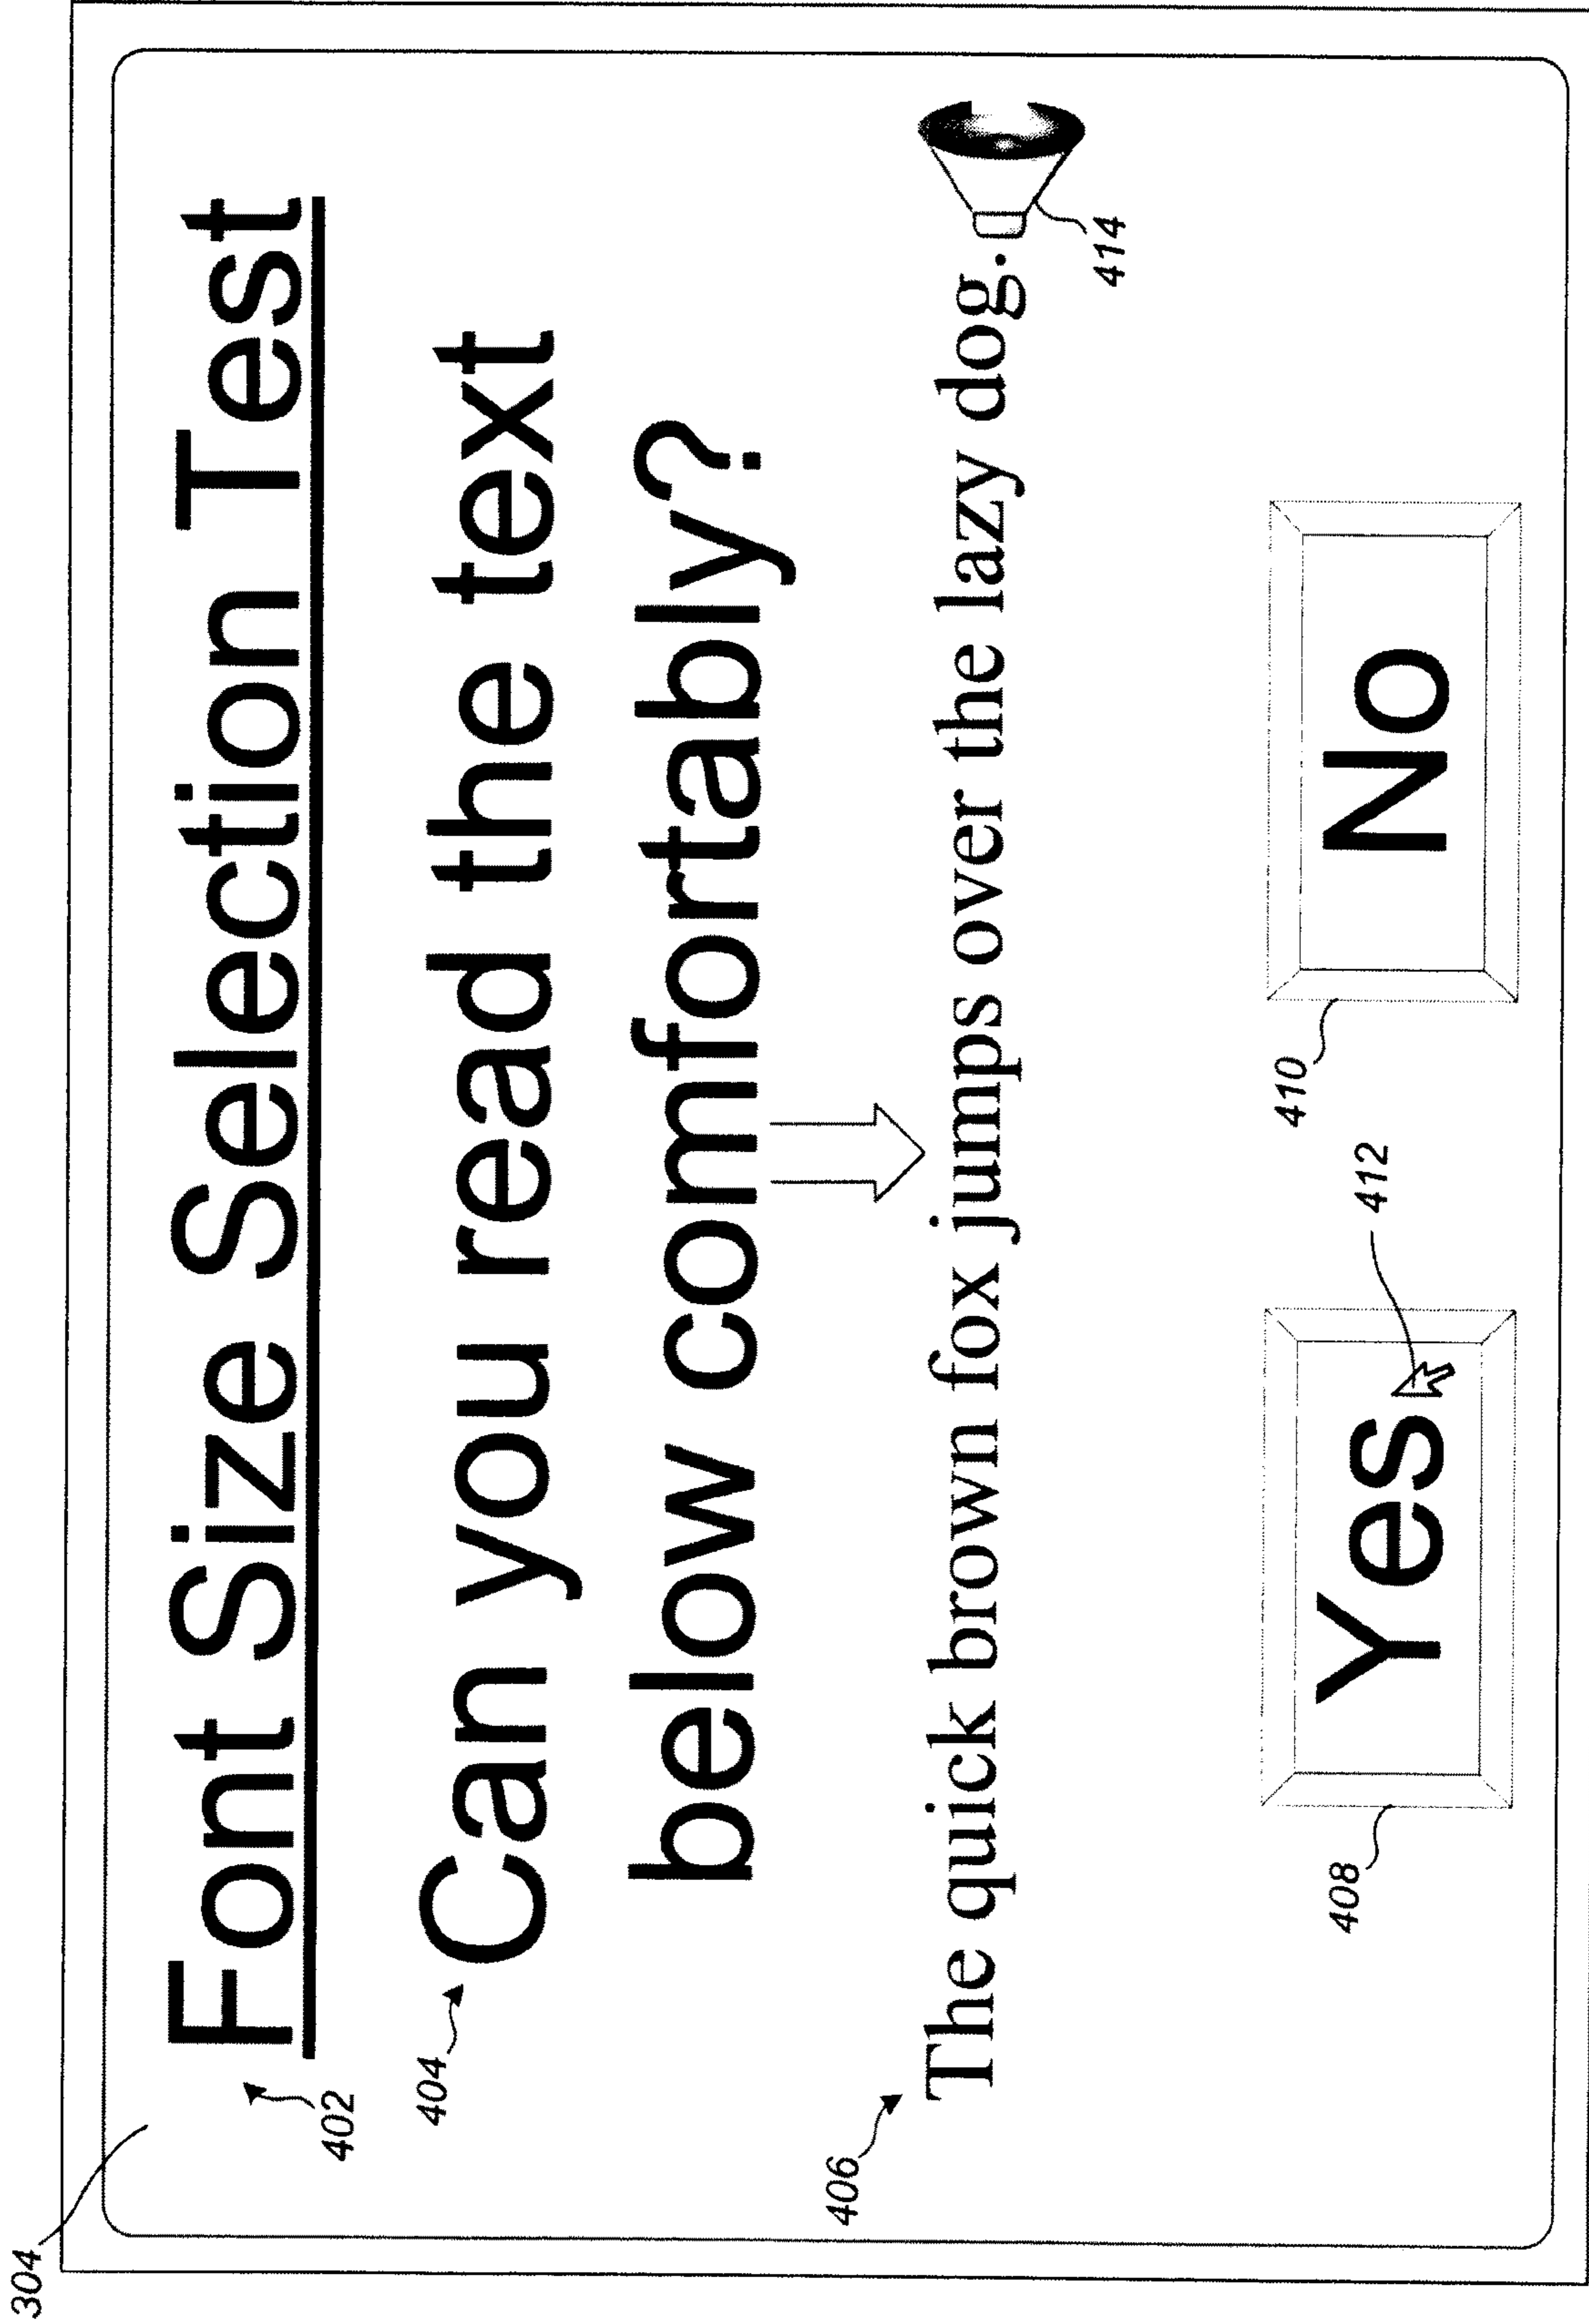 304
402
Font Size Selection Test
404
Can you read the text
below comfortably?
406
The quick brown fox jumps over the lazy dog.
414
408
Yes
412
410
No